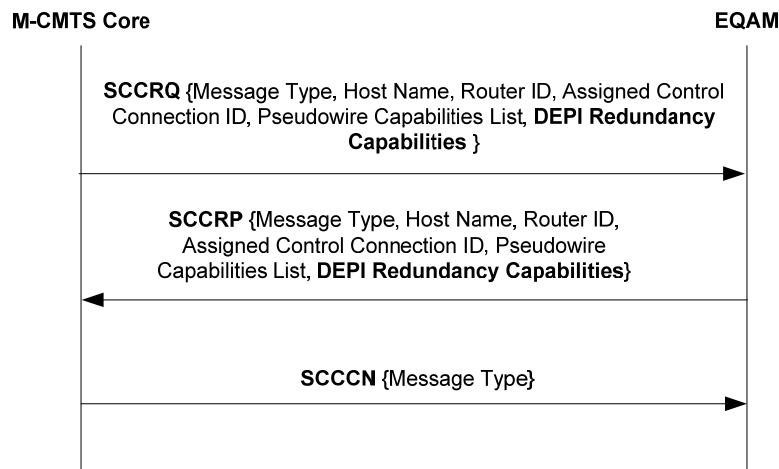 M-CMTS Core
EQAM
SCCRQ {Message Type, Host Name, Router ID, Assigned Control
Connection ID, Pseudowire Capabilities List, DEPI Redundancy
Capabilities }
SCCRP {Message Type, Host Name, Router ID,
Assigned Control Connection ID, Pseudowire
Capabilities List, DEPI Redundancy Capabilities}
SCCCN {Message Type}